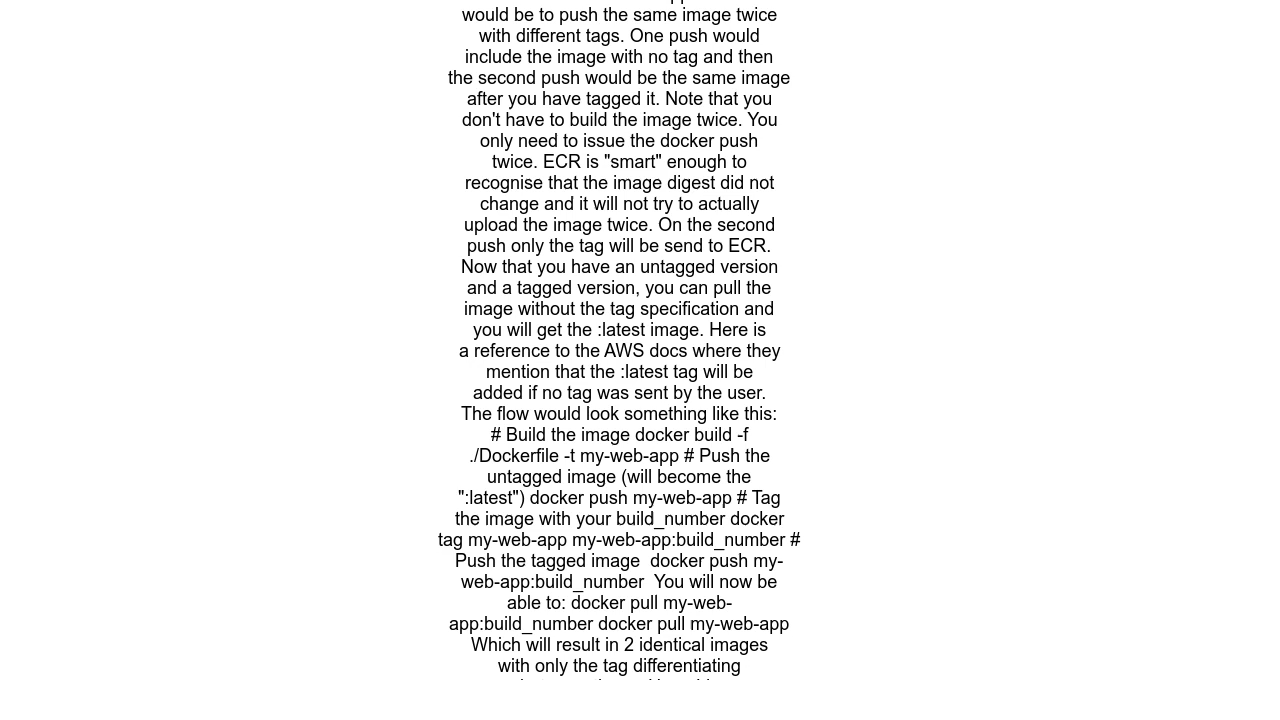 would be to push the same image twice
with different tags. One push would
include the image with no tag and then
the second push would be the same image
after you have tagged it. Note that you
don't have to build the image twice. You
only need to issue the docker push
twice. ECR is "smart" enough to
recognise that the image digest did not
change and it will not try to actually
upload the image twice. On the second
push only the tag will be send to ECR.
Now that you have an untagged version
and a tagged version, you can pull the
image without the tag specification and
you will get the :latest image. Here is
a reference to the AWS docs where they
mention that the :latest tag will be
added if no tag was sent by the user.
The flow would look something like this:
# Build the image docker build -f
./Dockerfile -t my-web-app # Push the
untagged image (will become the
":latest") docker push my-web-app # Tag
the image with your build_number docker
tag my-web-app my-web-app:build_number #
Push the tagged image  docker push my-
web-app:build_number  You will now be
able to: docker pull my-web-
app:build_number docker pull my-web-app
Which will result in 2 identical images
with only the tag differentiating